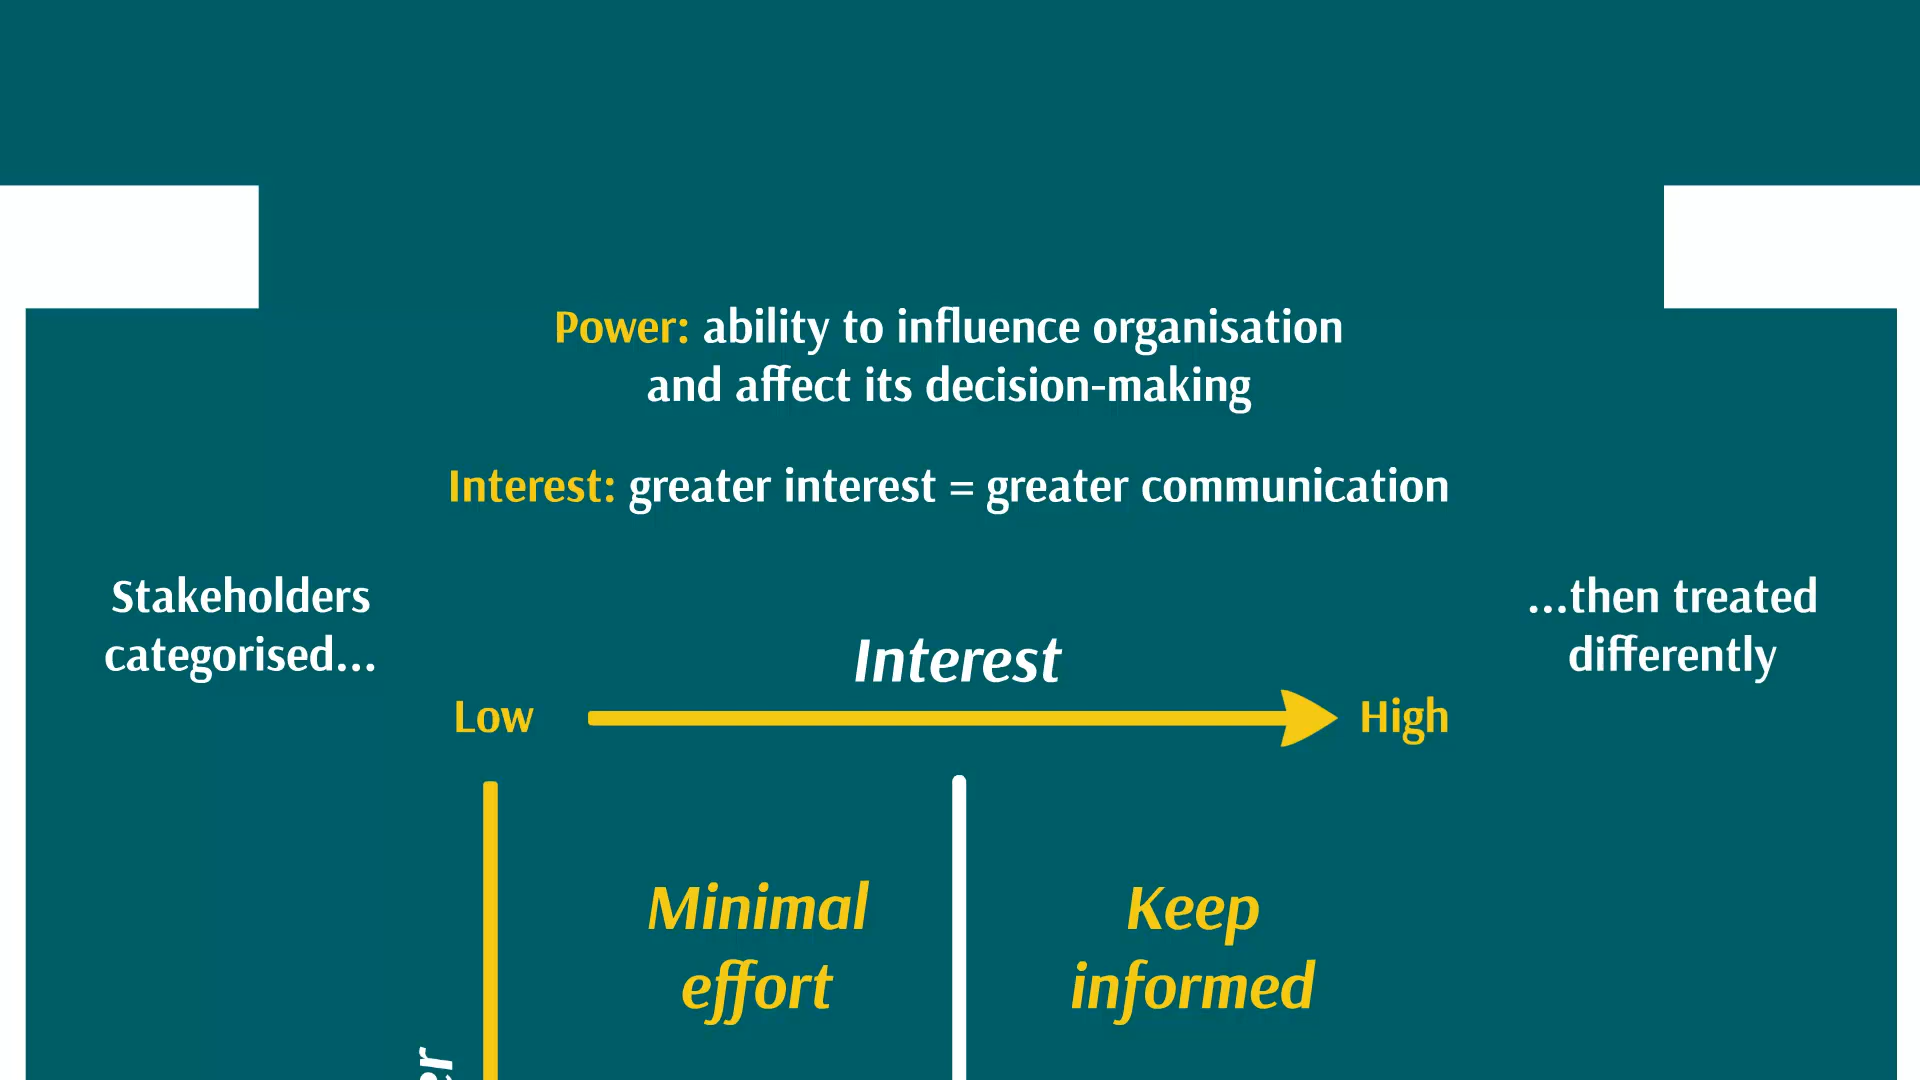 Power: ability to influence organisation
and affect its decision-making
Interest: greater interest = greater communication
Stakeholders
categorised...
...then treated
differently
Interest
Low
High
Minimal
effort
Keep
informed